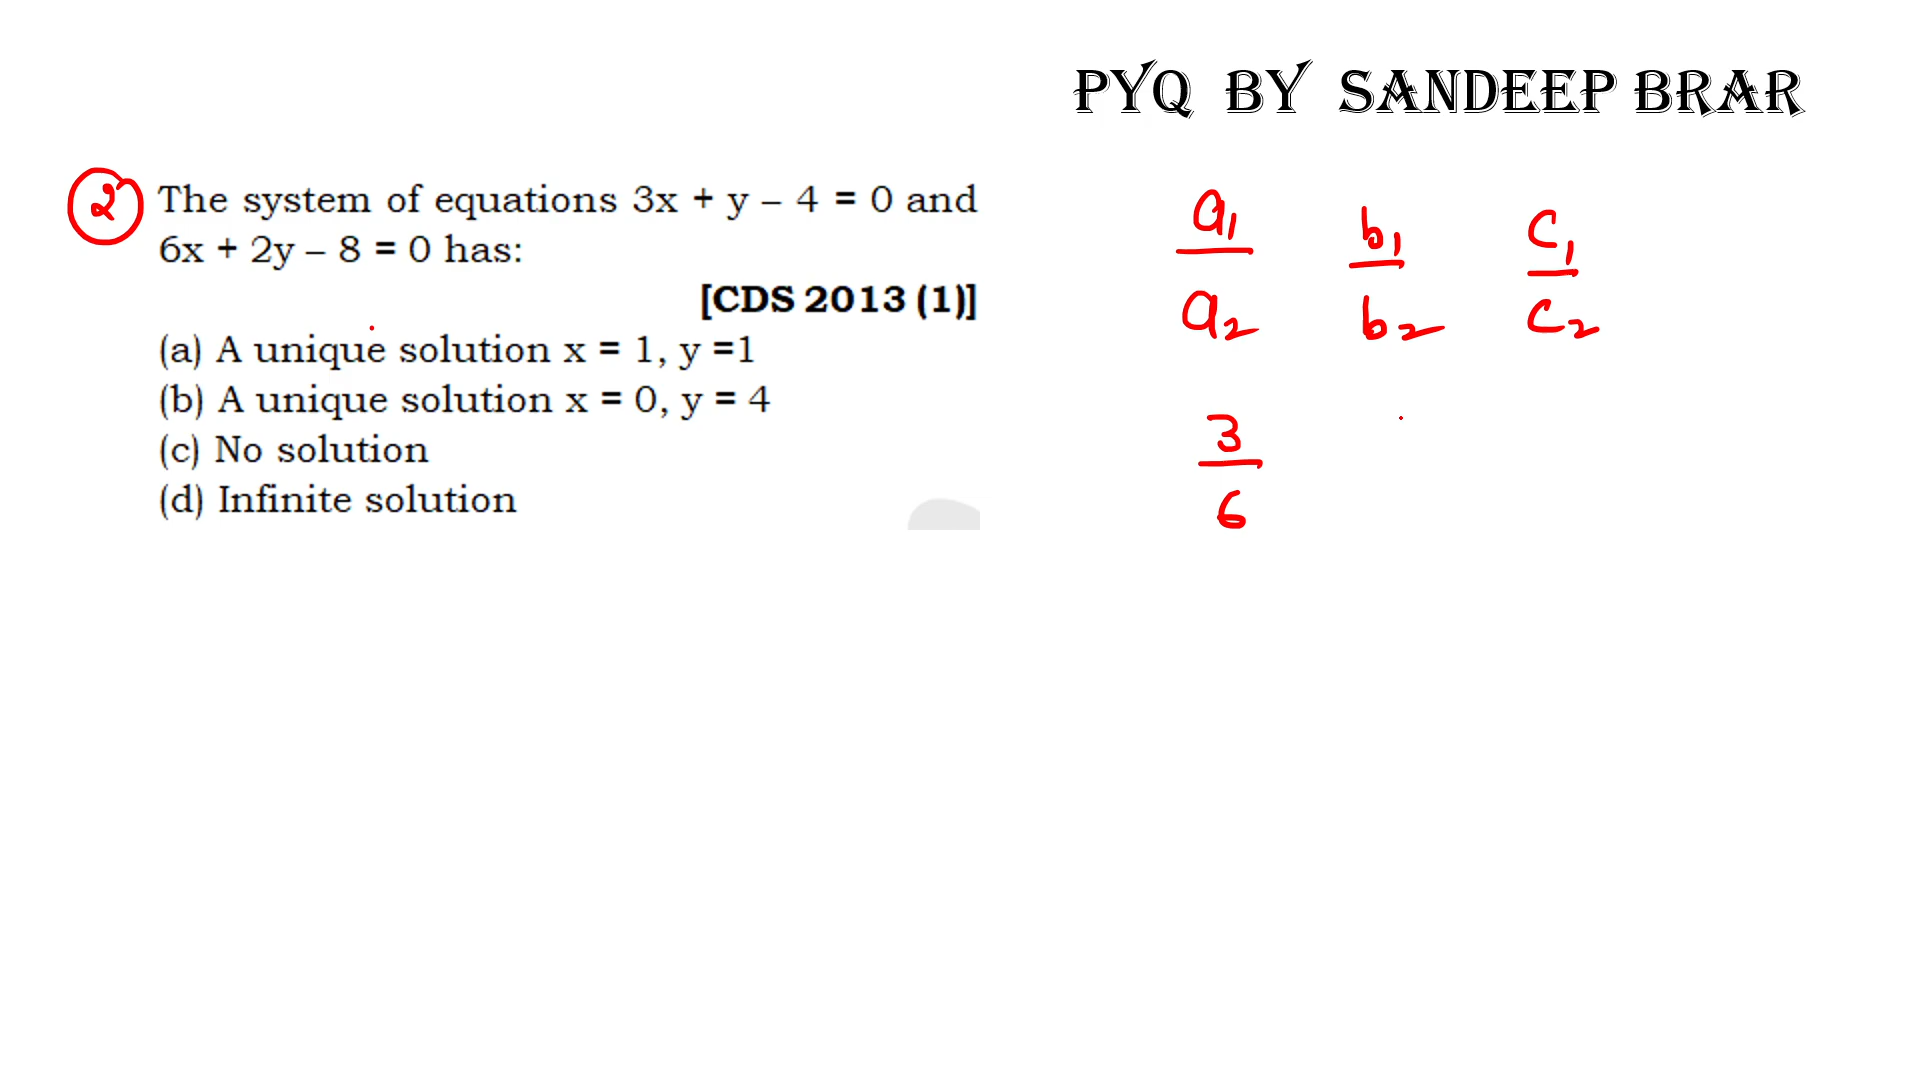 PYQ BY SANDEEP BRAR
2 The system of equations 3x + y – 4 = 0 and
6x + 2y – 8 = 0 has:
[CDS 2013 (1)]
(a) A unique solution x = 1, y =1
(b) A unique solution x = 0, y = 4
(c) No solution
(d) Infinite solution
a₁ b₁ c₁
a₂ b₂ c₂
3
6